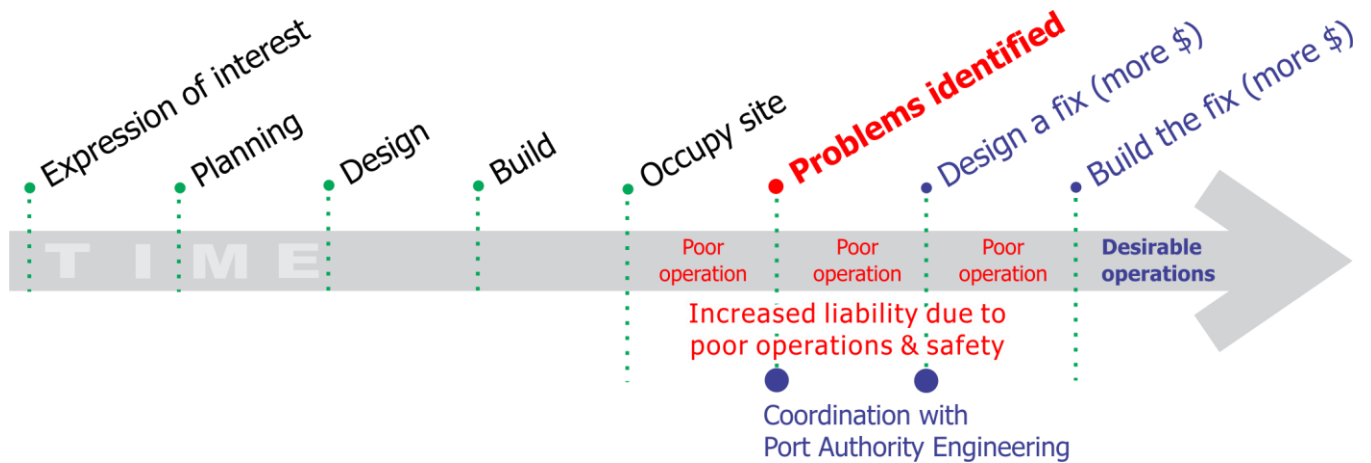 Expression of interest
Planning
Design
Build
Occupy site
Problems identified
Design a fix (more $)
Build the fix (more $)
TIME
Poor
operation
Poor
operation
Poor
operation
Desirable
operations
Increased liability due to
poor operations & safety
Coordination with
Port Authority Engineering